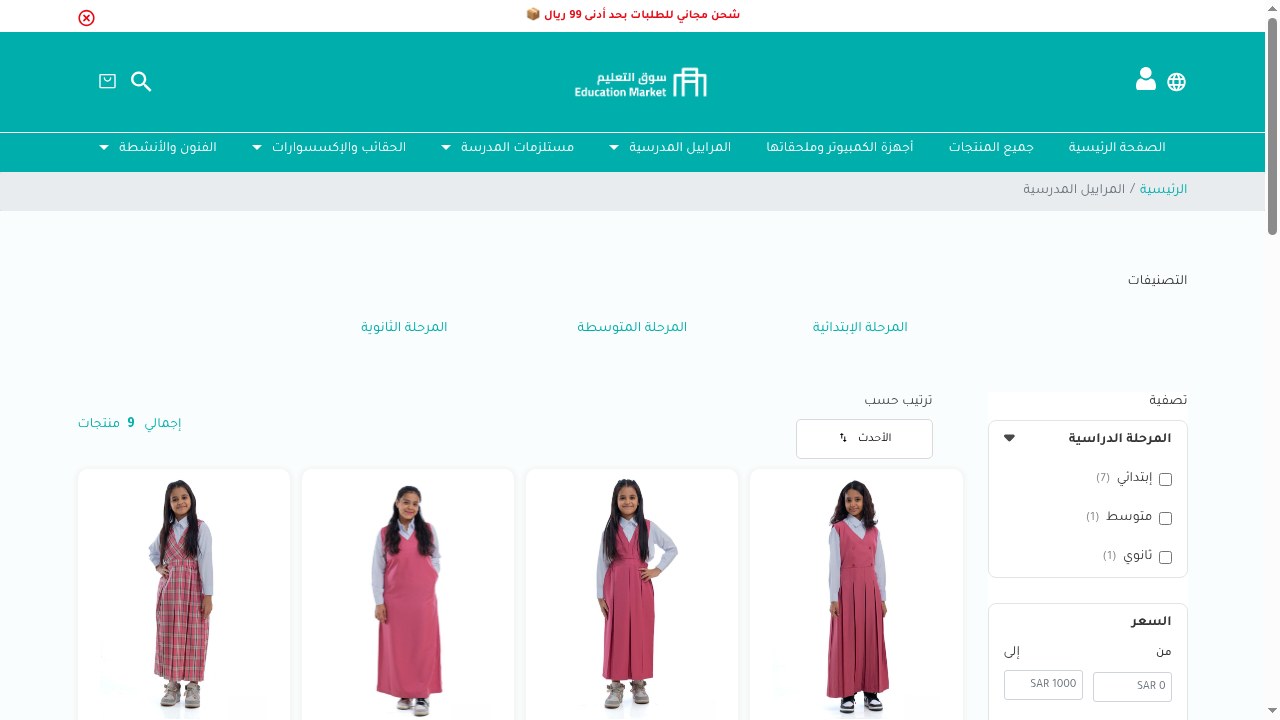 شحن مجاني للطلبات بحد أدنى 99 ريال 📦
سوق التعليم
Education Market
الصفحة الرئيسية جميع المنتجات أجهزة الكمبيوتر وملحقاتها المراييل المدرسية مستلزمات المدرسة الحقائب والإكسسوارات الفنون والأنشطة
الرئيسية / المراييل المدرسية
التصنيفات
المرحلة الإبتدائية المرحلة المتوسطة المرحلة الثانوية
تصفية
المرحلة الدراسية
إبتدائي (7)
متوسط (1)
ثانوي (1)
السعر
من إلى
SAR 0 SAR 1000
ترتيب حسب
الأحدث
إجمالي 9 منتجات